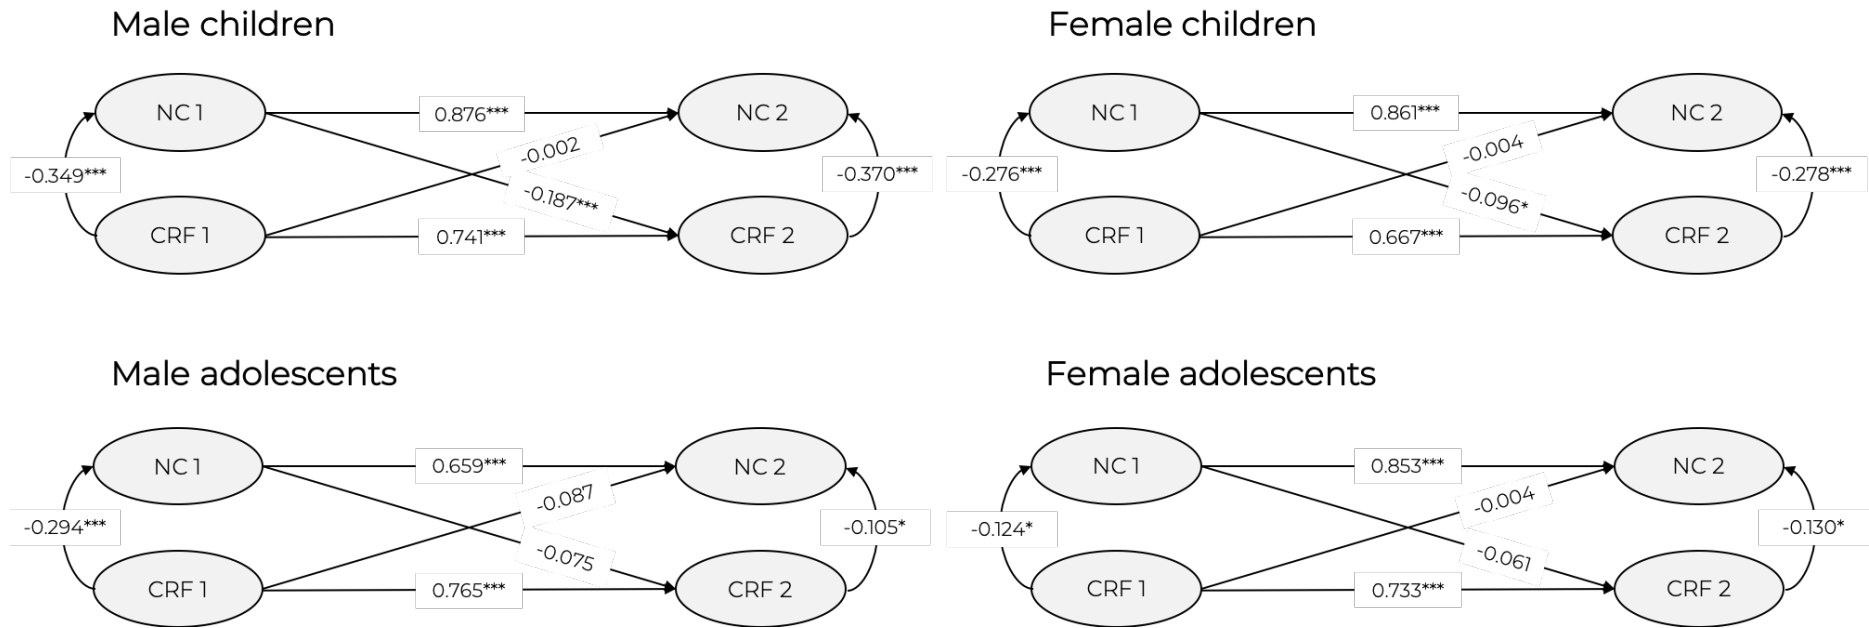 Male children
NC 1
0.876***
NC 2
-0.002
-0.349***
-0.370***
-0.187***
CRF 1
0.741***
CRF 2
Female children
NC 1
0.861***
NC 2
-0.004
-0.276***
-0.278***
-0.096*
CRF 1
0.667***
CRF 2
Male adolescents
NC 1
0.659***
NC 2
-0.087
-0.294***
-0.105*
-0.075
CRF 1
0.765***
CRF 2
Female adolescents
NC 1
0.853***
NC 2
-0.004
-0.124*
-0.130*
-0.061
CRF 1
0.733***
CRF 2